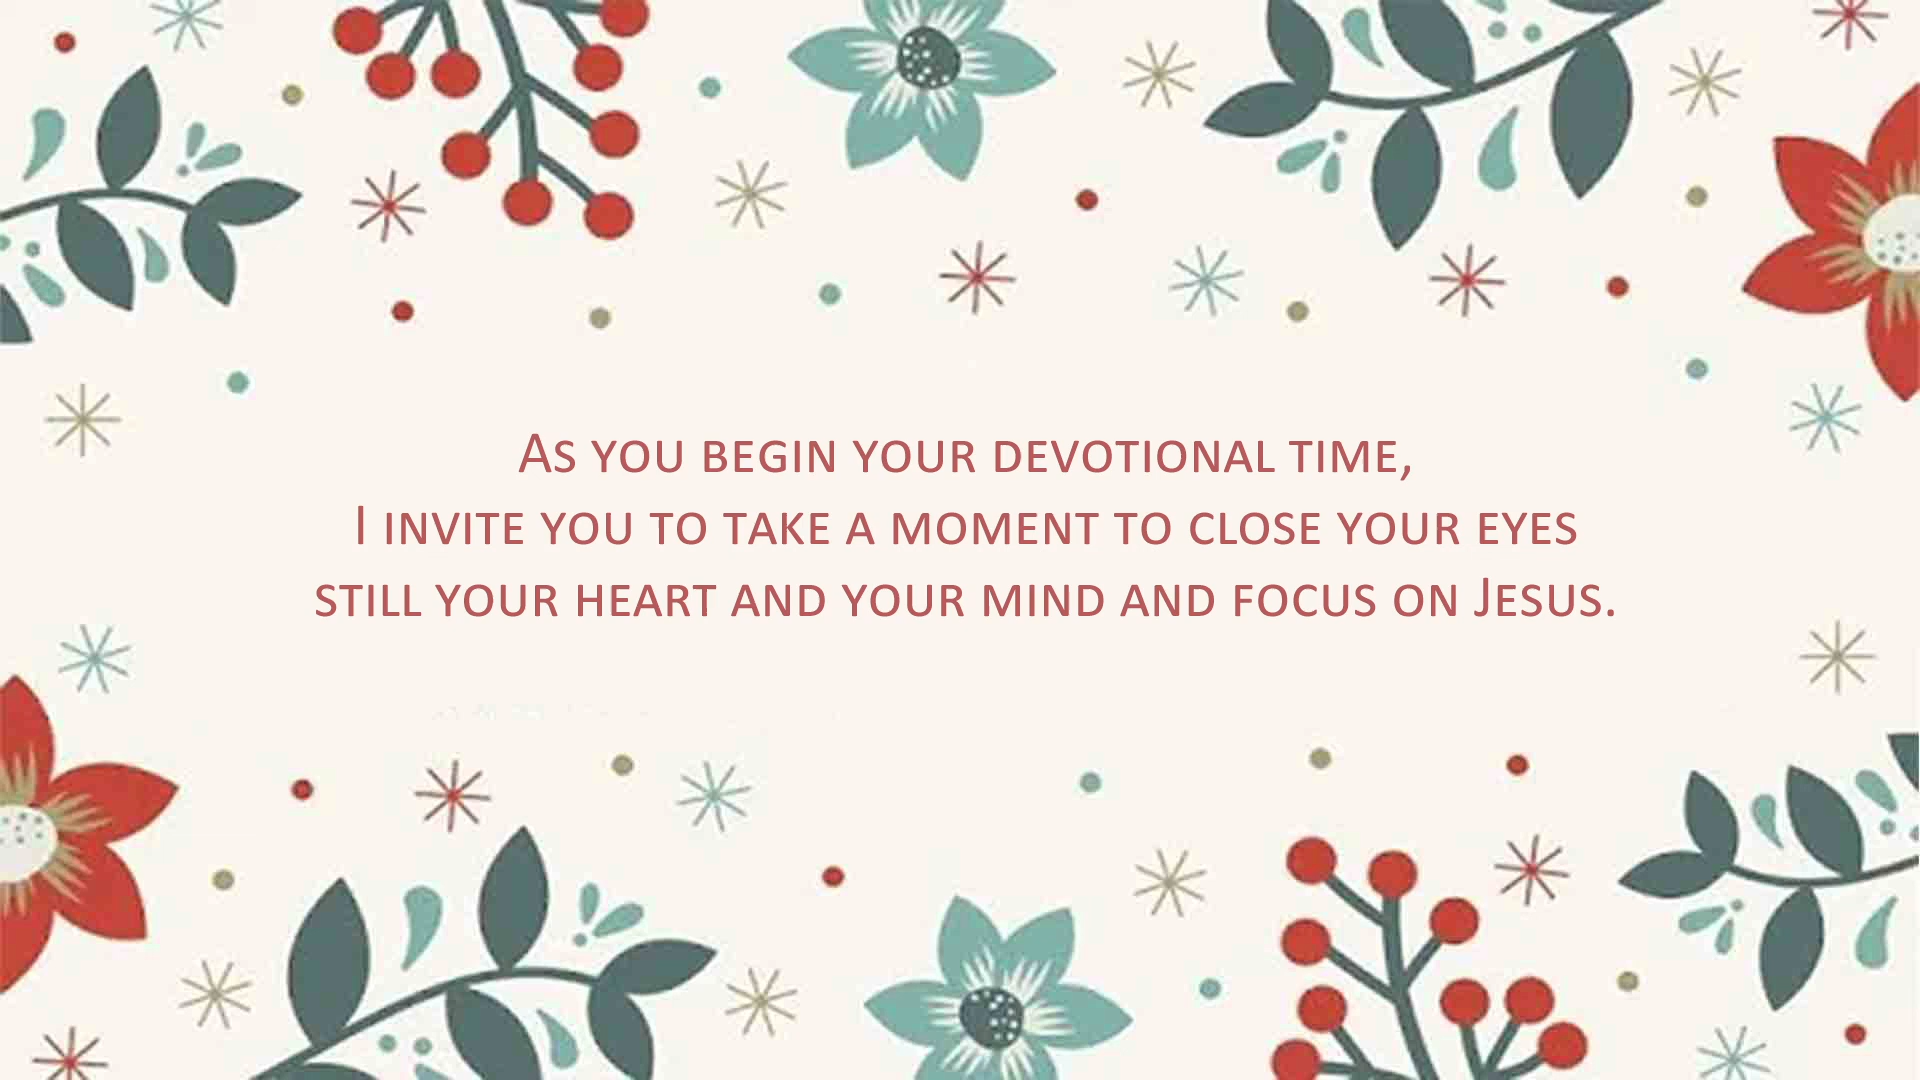 As you begin your devotional time,
I invite you to take a moment to close your eyes
still your heart and your mind and focus on Jesus.